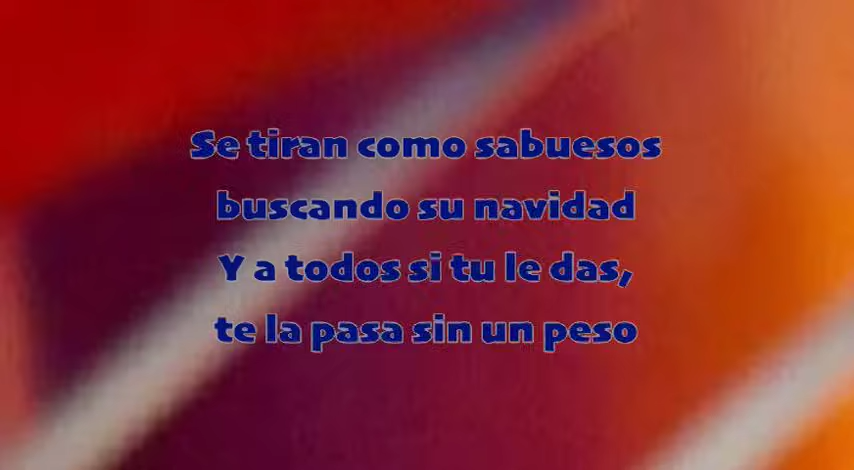 Se tiran como sabuesos
buscando su navidad
Y a todos si tu le das,
te la pasa sin un peso